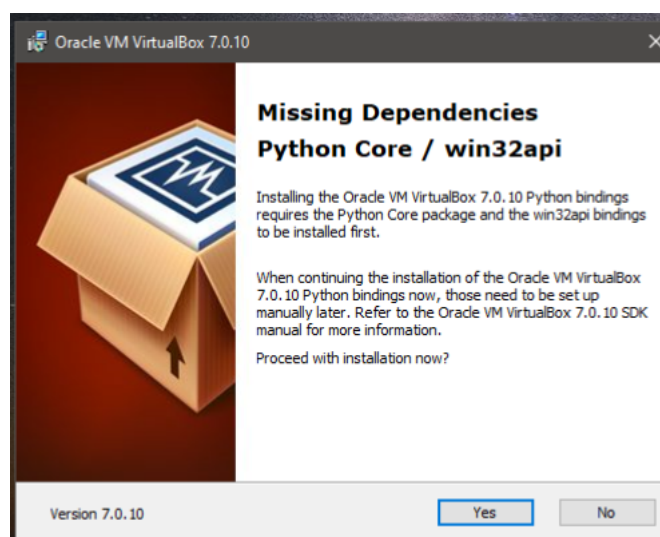 Oracle VM VirtualBox 7.0.10
Missing Dependencies
Python Core / win32api
Installing the Oracle VM VirtualBox 7.0.10 Python bindings
requires the Python Core package and the win32api bindings
to be installed first.
When continuing the installation of the Oracle VM VirtualBox
7.0.10 Python bindings now, those need to be set up
manually later. Refer to the Oracle VM VirtualBox 7.0.10 SDK
manual for more information.
Proceed with installation now?
Version 7.0.10
Yes
No